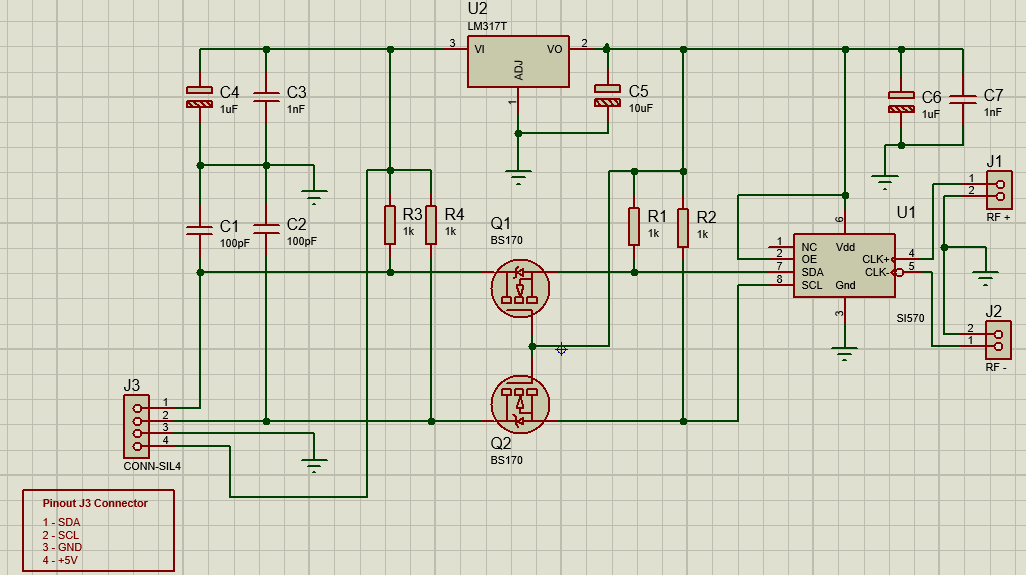 U2
LM317T
3 VI VO 2
ADJ
1
C4
1uF
C3
1nF
C5
10uF
C6
1uF
C7
1nF
J1
1
2
RF +
C1
100pF
C2
100pF
R3
1k
R4
1k
Q1
BS170
R1
1k
R2
1k
U1
6
1 NC Vdd
2 OE CLK+ 4
7 SDA CLK- 5
8 SCL Gnd
3
SI570
J2
2
1
RF -
J3
1
2
3
4
CONN-SIL4
Q2
BS170
Pinout J3 Connector
1 - SDA
2 - SCL
3 - GND
4 - +5V